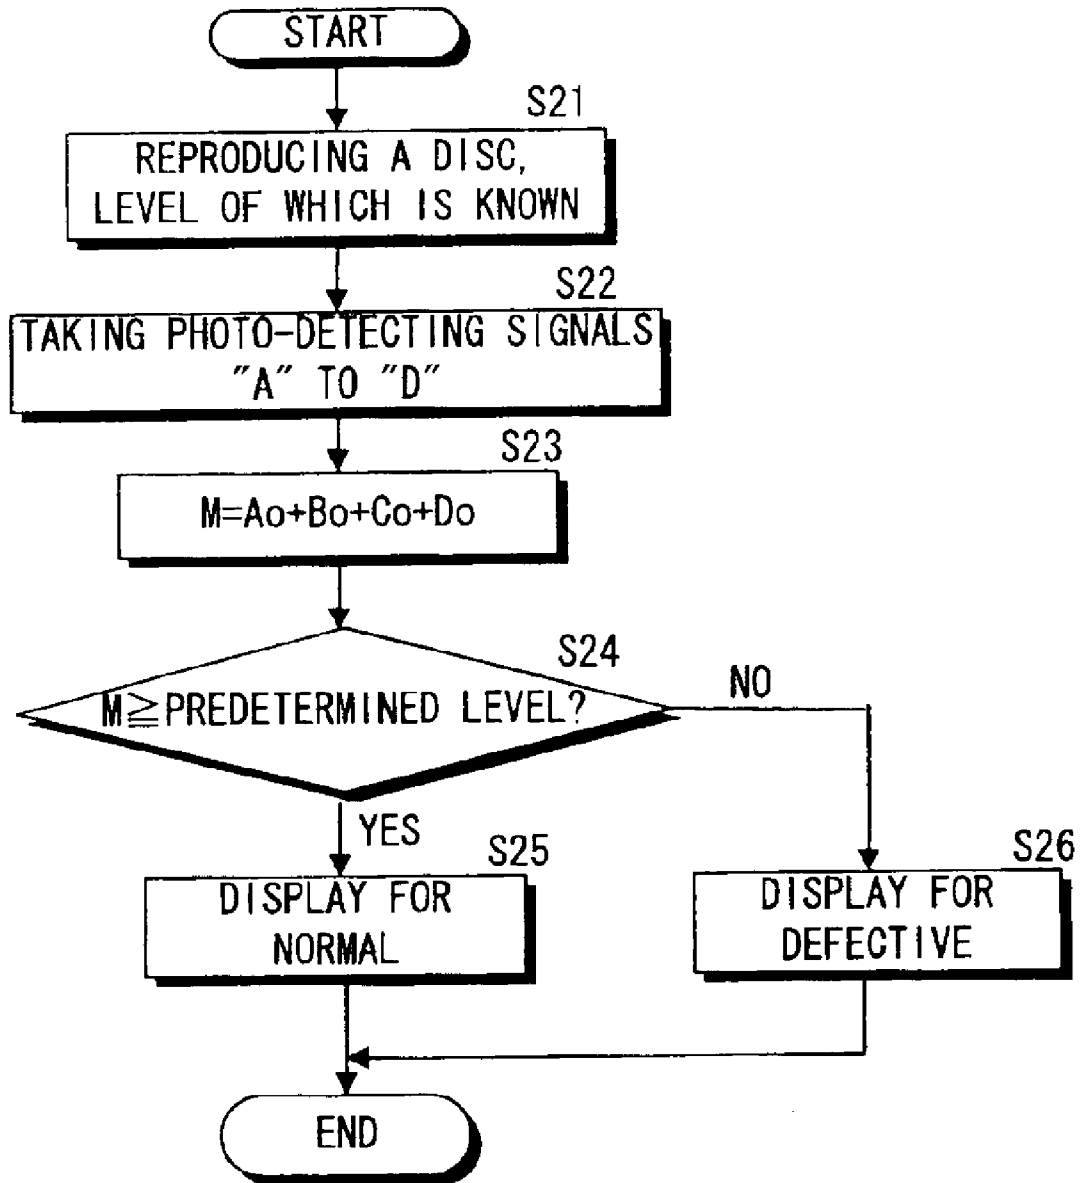 START
S21
REPRODUCING A DISC,
LEVEL OF WHICH IS KNOWN
S22
TAKING PHOTO-DETECTING SIGNALS
"A" TO "D"
S23
M=Ao+Bo+Co+Do
S24
M≧PREDETERMINED LEVEL?
NO
YES
S25
DISPLAY FOR
NORMAL
S26
DISPLAY FOR
DEFECTIVE
END